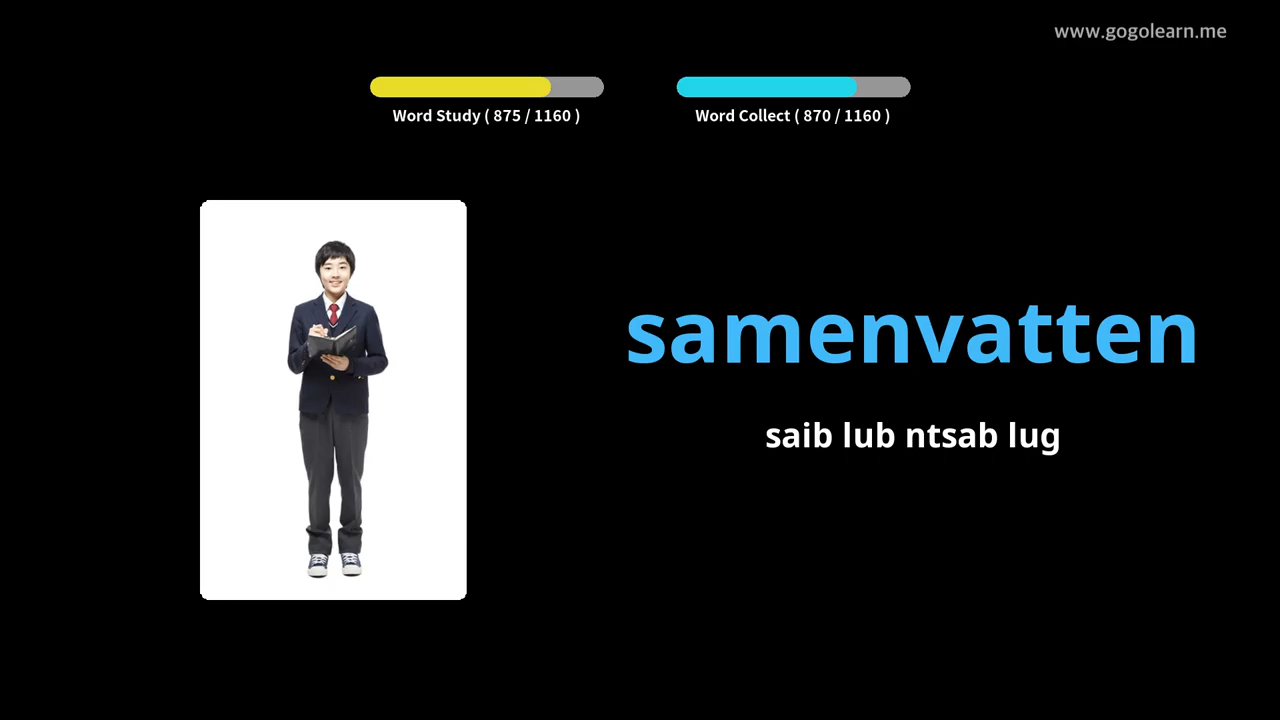 www.gogolearn.me
Word Study ( 875 / 1160 )
Word Collect ( 870 / 1160 )
samenvatten
saib lub ntsab lug